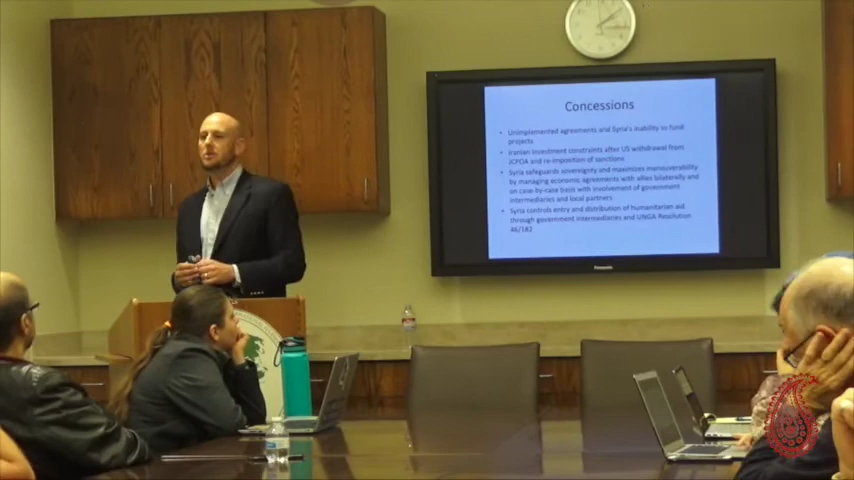 Concessions
• Unimplemented agreements and Syria's inability to fund
projects
• Iranian investment constraints after US withdrawal from
JCPOA and re-imposition of sanctions
• Syria safeguards sovereignty and maximizes maneuverability
by managing economic agreements with allies bilaterally and
on case-by-case basis with involvement of government
intermediaries and local partners
• Syria controls entry and distribution of humanitarian aid
through government intermediaries and UNGA Resolution
46/182
Panasonic